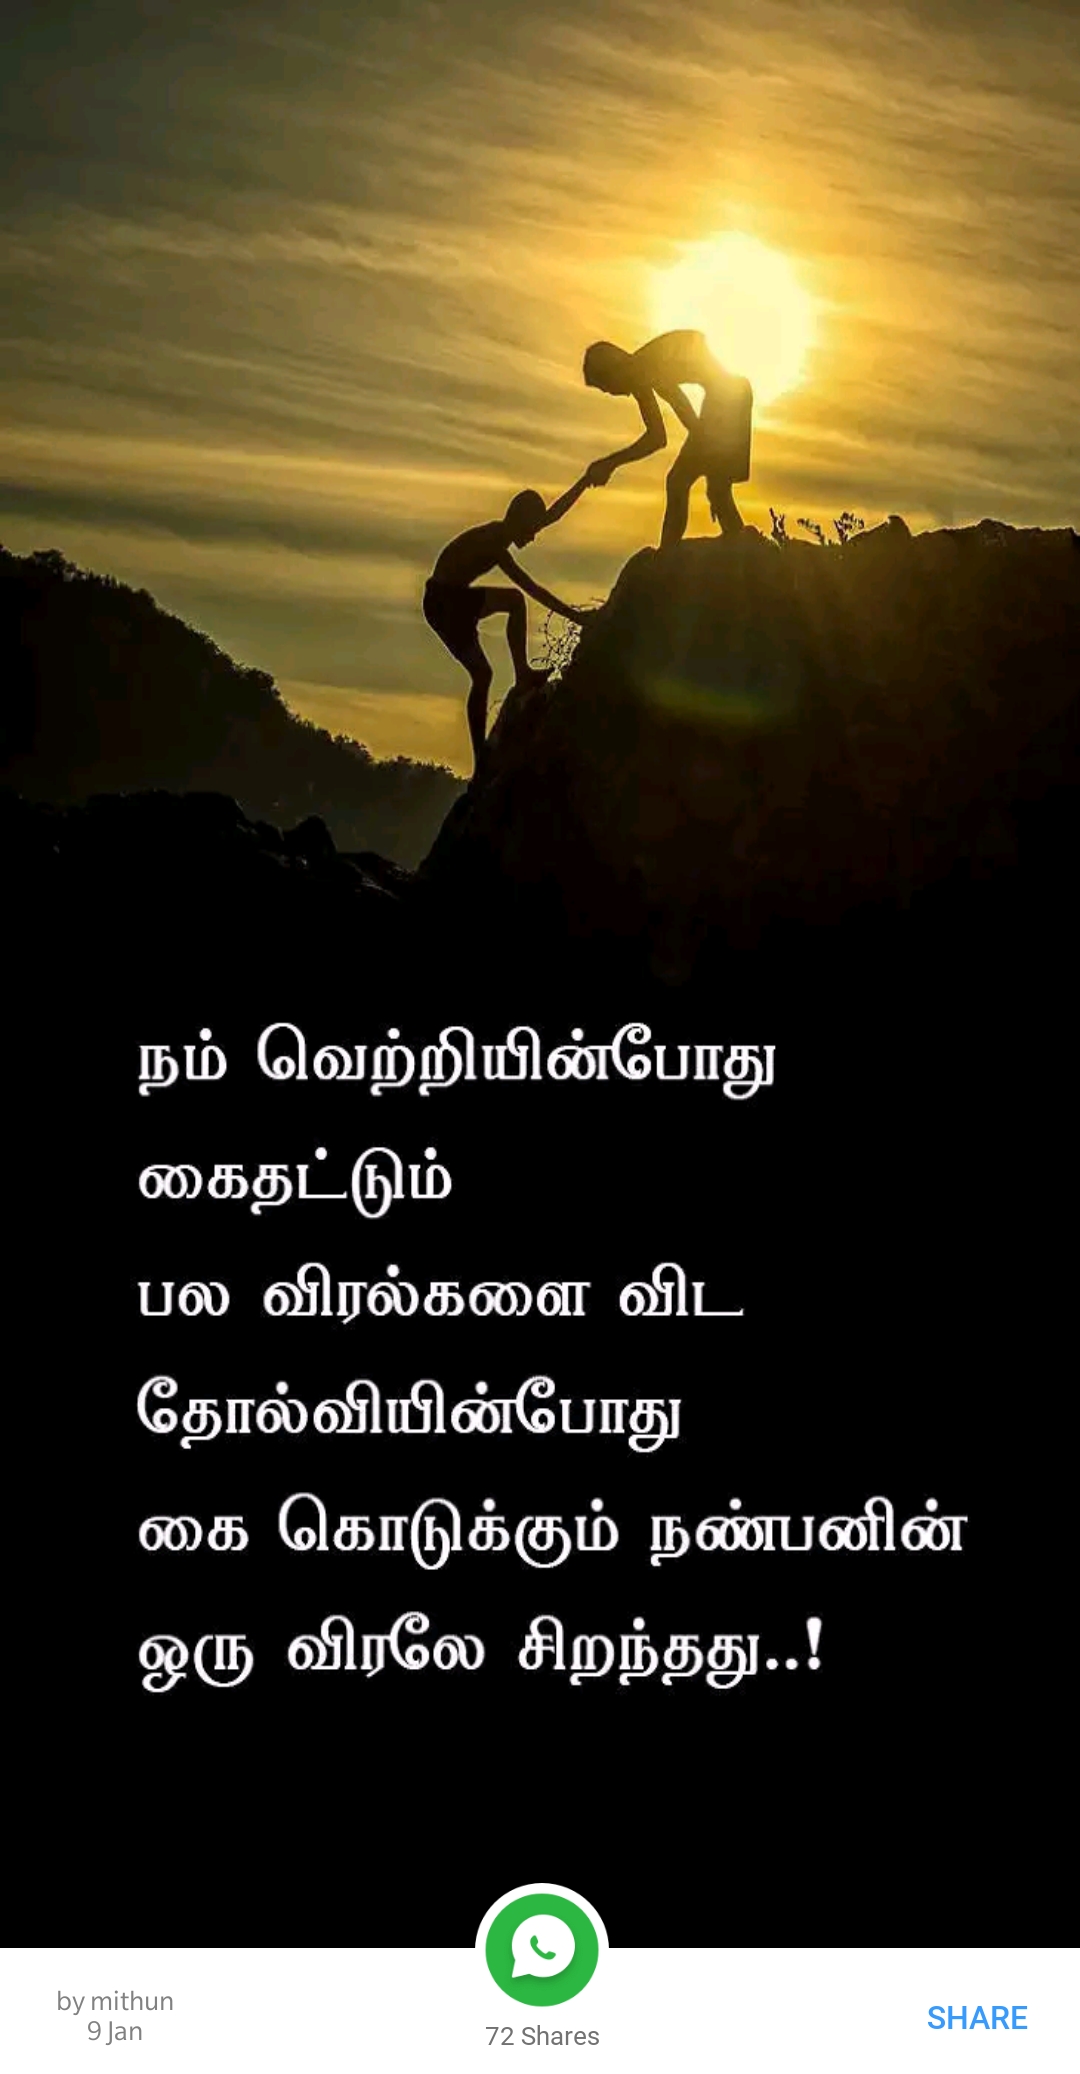 நம் வெற்றியின்போது
கைதட்டும்
பல விரல்களை விட
தோல்வியின்போது
கை கொடுக்கும் நண்பனின்
ஒரு விரலே சிறந்தது..!
by mithun
9 Jan
72 Shares
SHARE